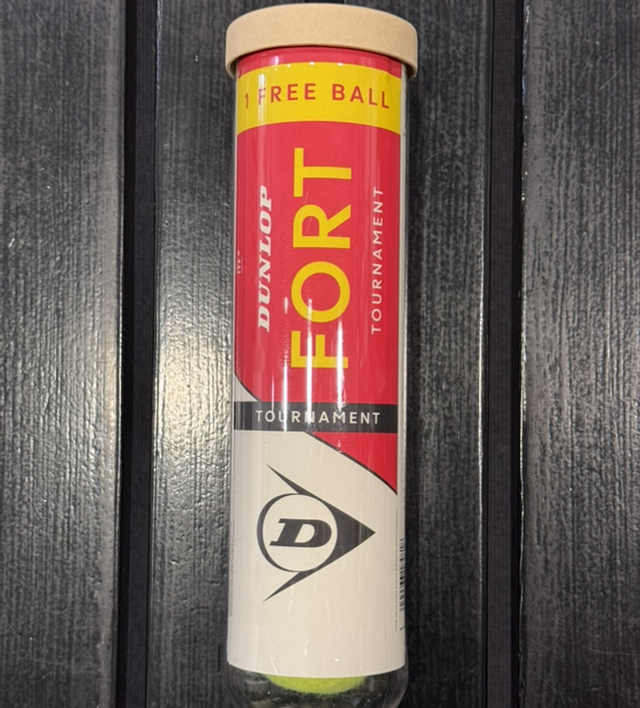 1 FREE BALL
DUNLOP
FORT
TOURNAMENT
TOURNAMENT
D